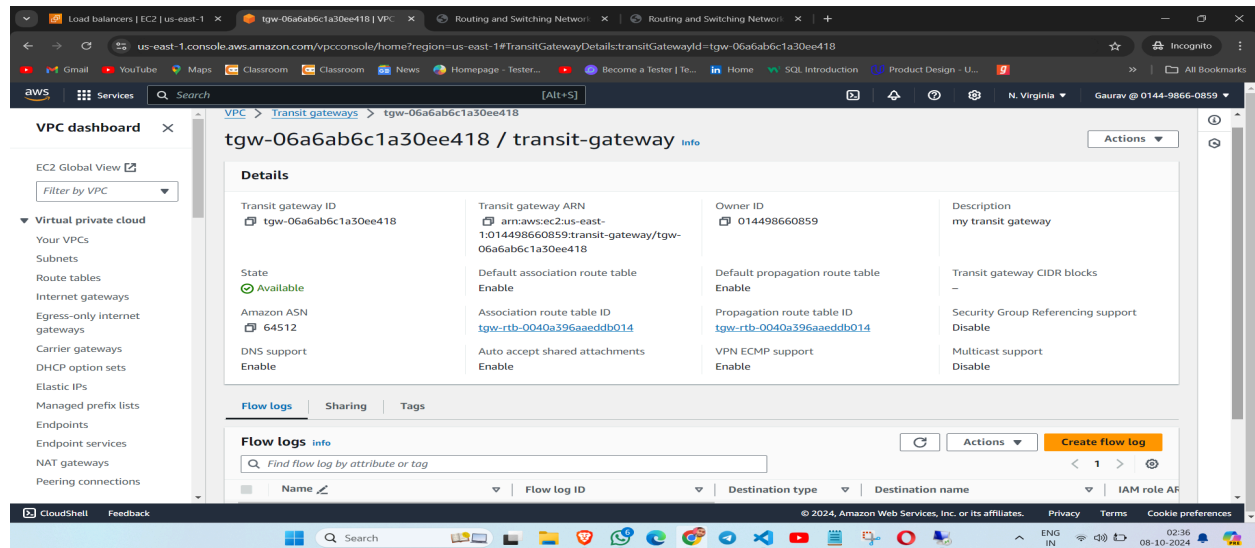 Load balancers | EC2 | us-east-1
tgw-06a6ab6c1a30ee418 | VPC
Routing and Switching Network
Routing and Switching Network
us-east-1.console.aws.amazon.com/vpcconsole/home?region=us-east-1#TransitGatewayDetails:transitGatewayId=tgw-06a6ab6c1a30ee418
Incognito
Gmail YouTube Maps Classroom Classroom News Homepage - Tester... Become a Tester | Te... Home SQL Introduction Product Design - U... » All Bookmarks
aws Services Search [Alt+S] N. Virginia Gaurav @ 0144-9866-0859
VPC dashboard
EC2 Global View
Filter by VPC
Virtual private cloud
Your VPCs
Subnets
Route tables
Internet gateways
Egress-only internet
gateways
Carrier gateways
DHCP option sets
Elastic IPs
Managed prefix lists
Endpoints
Endpoint services
NAT gateways
Peering connections
VPC > Transit gateways > tgw-06a6ab6c1a30ee418
tgw-06a6ab6c1a30ee418 / transit-gateway Info
Actions
Details
Transit gateway ID
tgw-06a6ab6c1a30ee418
Transit gateway ARN
arn:aws:ec2:us-east-
1:014498660859:transit-gateway/tgw-
06a6ab6c1a30ee418
Owner ID
014498660859
Description
my transit gateway
State
Available
Default association route table
Enable
Default propagation route table
Enable
Transit gateway CIDR blocks
–
Amazon ASN
64512
Association route table ID
tgw-rtb-0040a396aaeddb014
Propagation route table ID
tgw-rtb-0040a396aaeddb014
Security Group Referencing support
Disable
DNS support
Enable
Auto accept shared attachments
Enable
VPN ECMP support
Enable
Multicast support
Disable
Flow logs Sharing Tags
Flow logs Info
Actions Create flow log
Find flow log by attribute or tag
< 1 >
Name Flow log ID Destination type Destination name IAM role AR
CloudShell Feedback © 2024, Amazon Web Services, Inc. or its affiliates. Privacy Terms Cookie preferences
Search
ENG
IN
02:36
08-10-2024